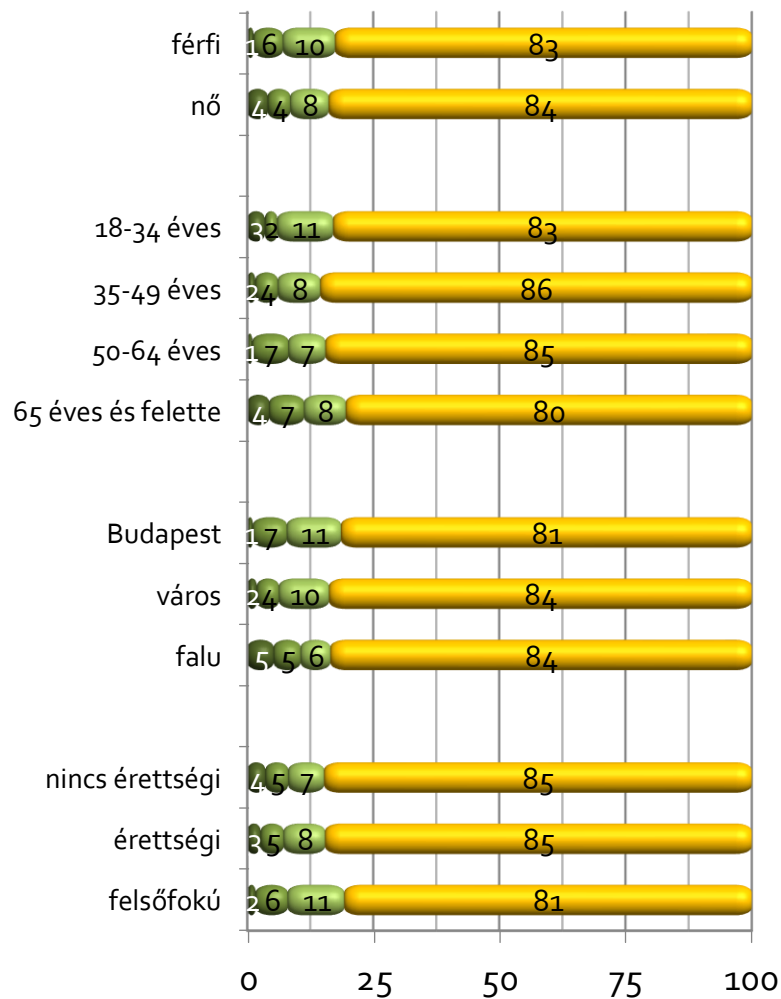 férfi 1 6 10 83
nő 4 4 8 84
18-34 éves 3 2 11 83
35-49 éves 2 4 8 86
50-64 éves 1 7 7 85
65 éves és felette 4 7 8 80
Budapest 1 7 11 81
város 2 4 10 84
falu 5 5 6 84
nincs érettségi 4 5 7 85
érettségi 3 5 8 85
felsőfokú 2 6 11 81
0 25 50 75 100